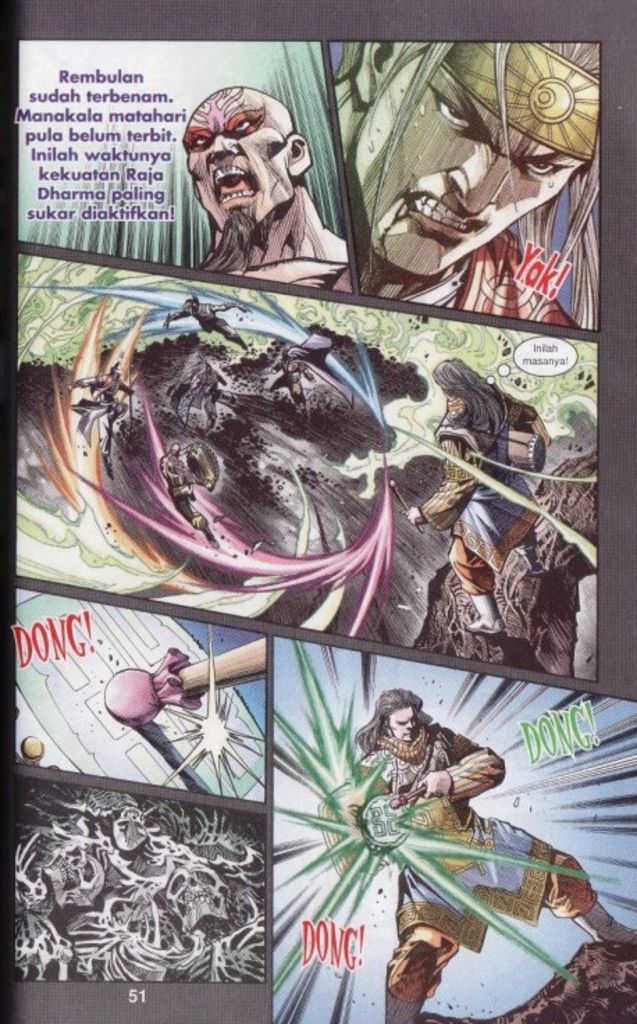 Rembulan
sudah terbenam.
Manakala matahari
pula belum terbit.
Inilah waktunya
kekuatan Raja
Dharma paling
sukar diaktifkan!
Yak!
Inilah
masanya!
DONG!
DONG!
DONG!
51